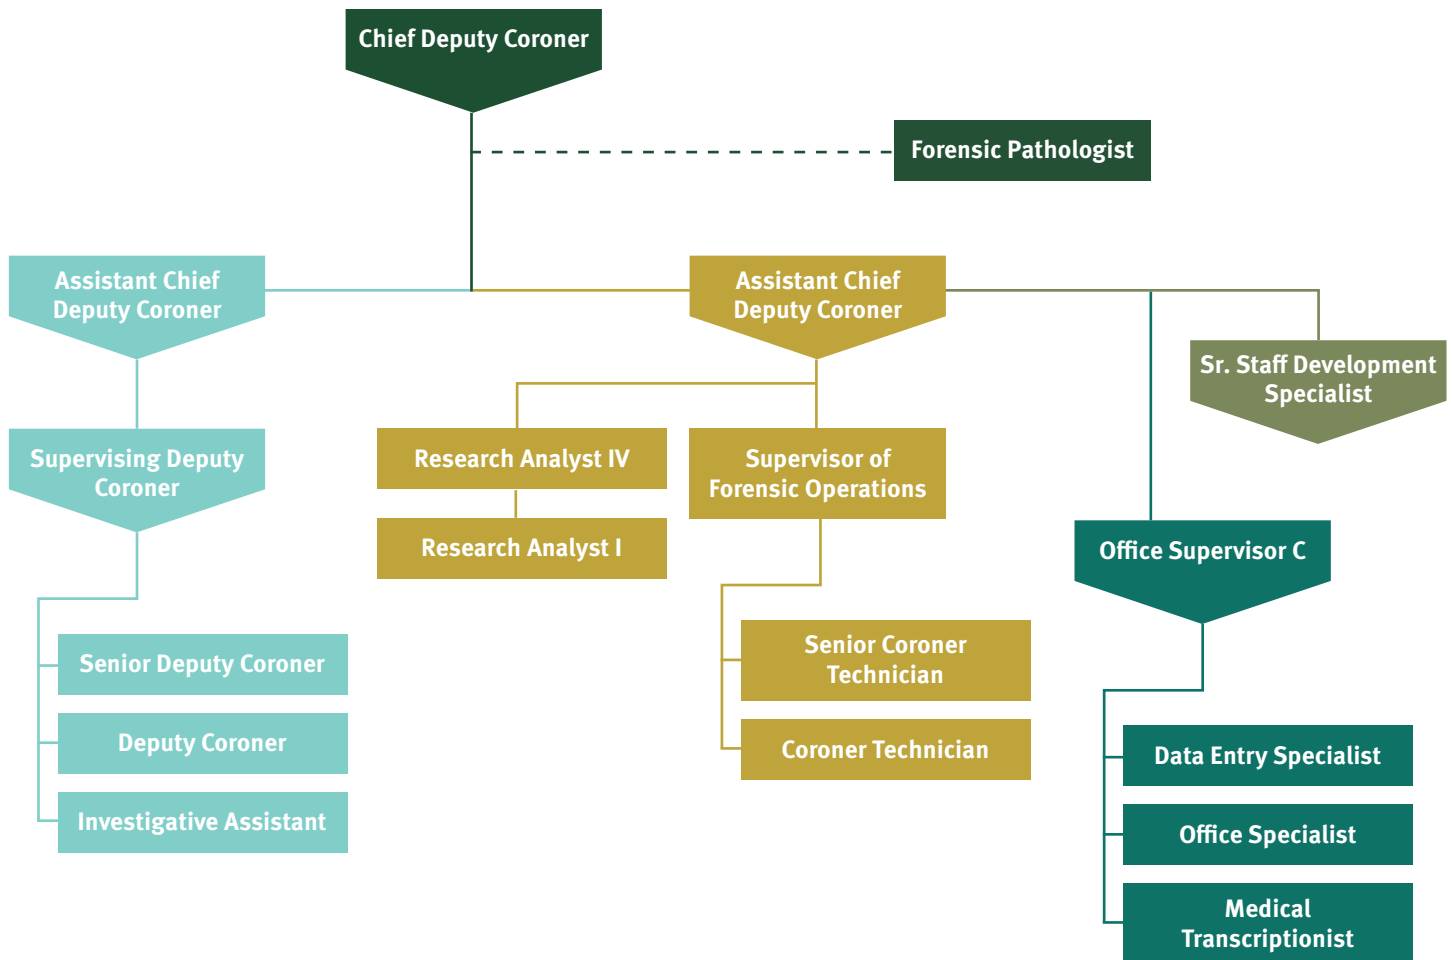 Chief Deputy Coroner
Forensic Pathologist
Assistant Chief
Deputy Coroner
Assistant Chief
Deputy Coroner
Sr. Staff Development
Specialist
Supervising Deputy
Coroner
Research Analyst IV
Supervisor of
Forensic Operations
Research Analyst I
Office Supervisor C
Senior Deputy Coroner
Deputy Coroner
Investigative Assistant
Senior Coroner
Technician
Coroner Technician
Data Entry Specialist
Office Specialist
Medical
Transcriptionist